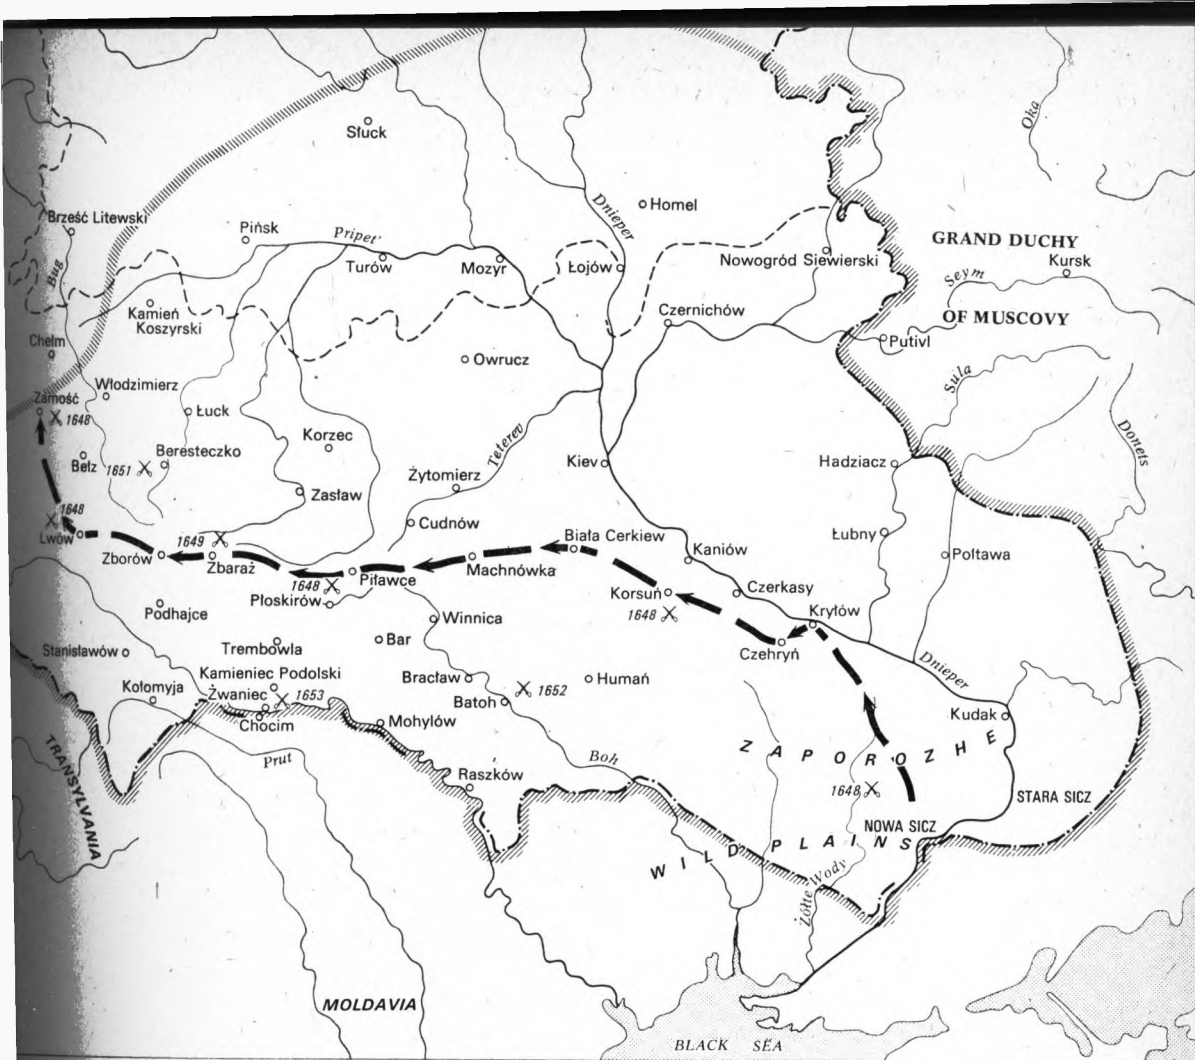 Oka
Słuck
Dnieper
Homel
Brześć Litewski
Pińsk
Pripet'
Turów
Mozyr
Łojów
Nowogród Siewierski
GRAND DUCHY
Kursk
Seym
Bug
Kamień
Koszyrski
Czernichów
OF MUSCOVY
Putivl
Chełm
Owrucz
Sula
Włodzimierz
Zamość
1648
Łuck
Korzec
Teterev
Donets
Bełz
1651
Beresteczko
Kiev
Hadziacz
Zasław
Żytomierz
1648
Lwów
Cudnów
Biała Cerkiew
Łubny
1649
Zborów
Zbaraż
Kaniów
Połtawa
Machnówka
Piławce
1648
Płoskirów
Korsuń
1648
Czerkasy
Kryłów
Podhajce
Winnica
Czehryń
Stanisławów
Trembowla
Bar
Dnieper
Kamieniec Podolski
Kołomyja
Żwaniec
1653
Chocim
Bracław
Batoh
1652
Humań
Mohylów
Kudak
TRANSYLVANIA
Prut
Boh
ZAPOROZHE
Raszków
1648
STARA SICZ
NOWA SICZ
WILD PLAINS
Żółte Wody
MOLDAVIA
BLACK SEA